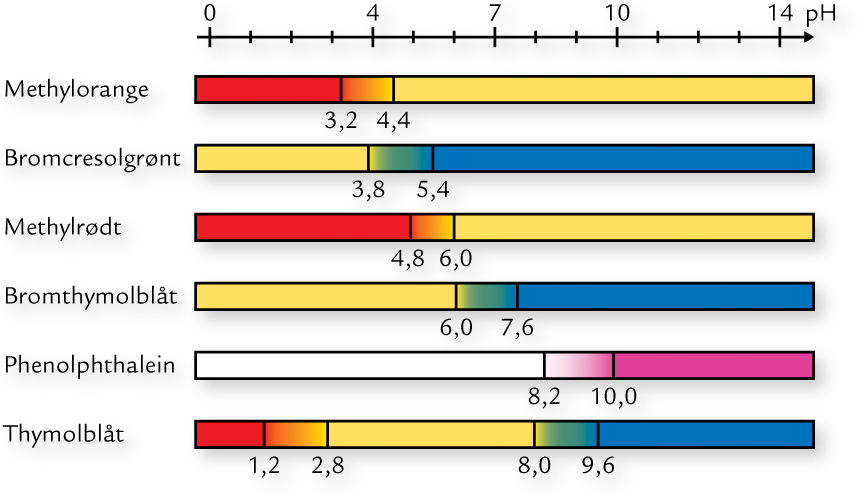 0 4 7 10 14 pH
Methylorange
3,2 4,4
Bromcresolgrønt
3,8 5,4
Methylrødt
4,8 6,0
Bromthymolblåt
6,0 7,6
Phenolphthalein
8,2 10,0
Thymolblåt
1,2 2,8 8,0 9,6